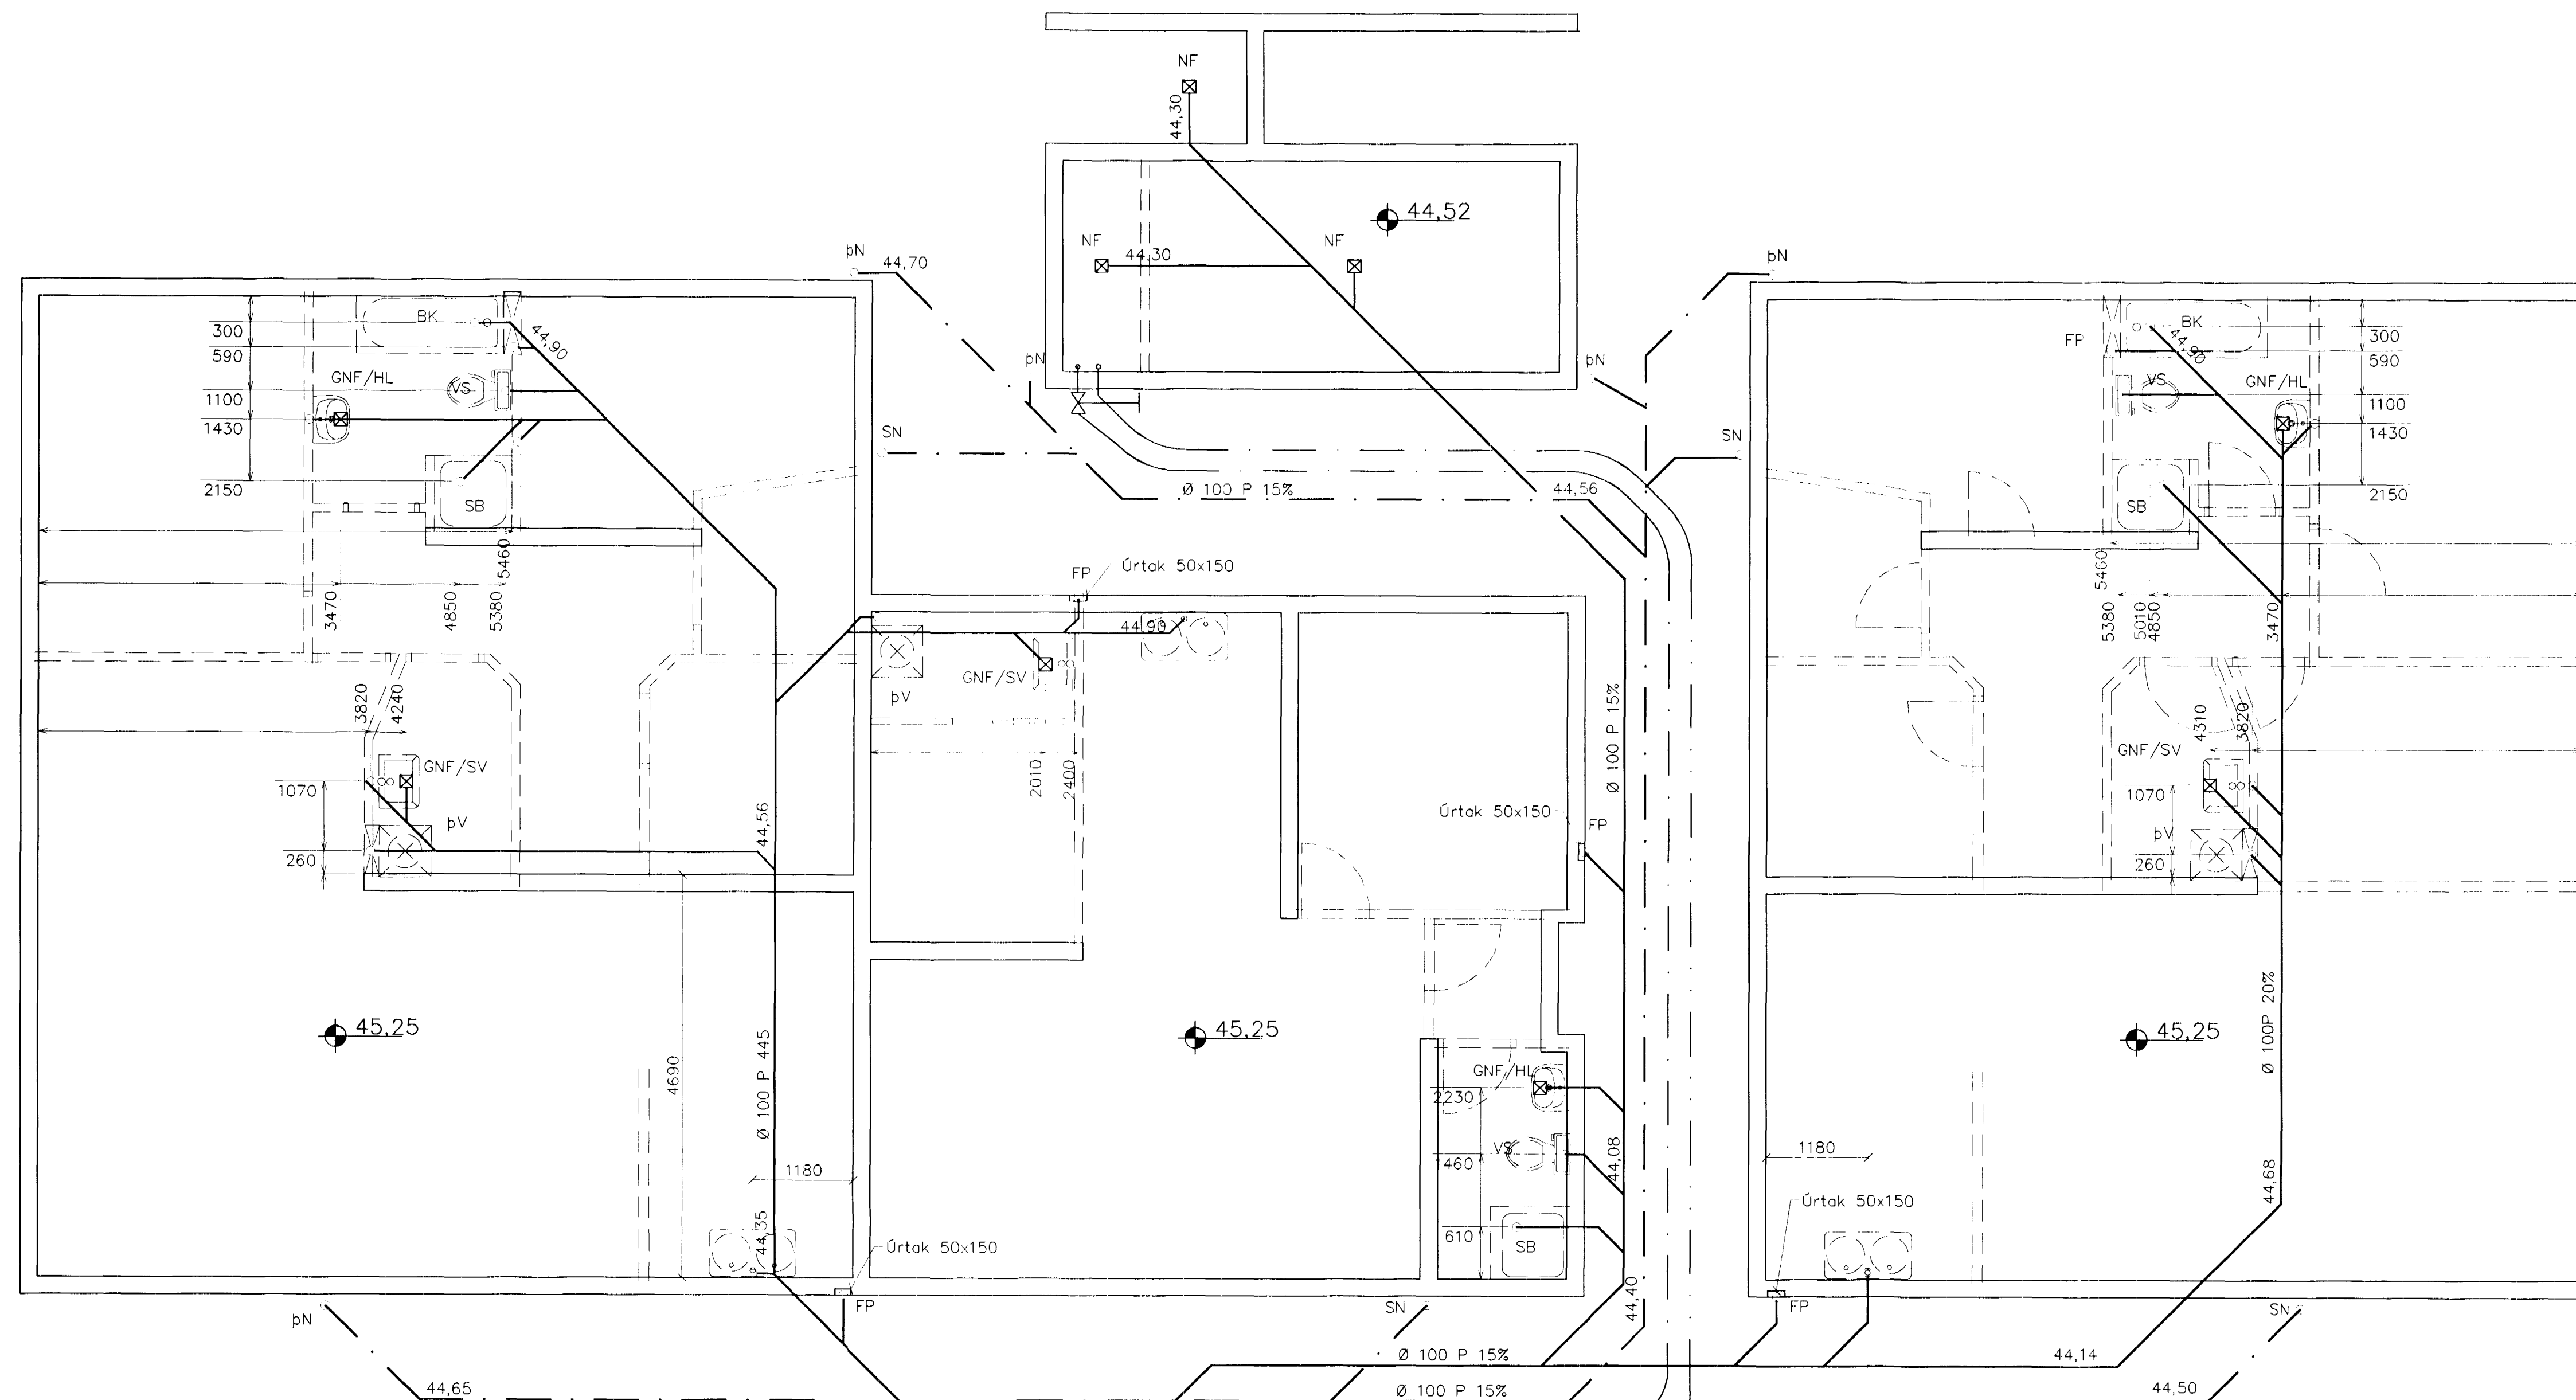 NF
44,30
44,52
NF
44,30
NF
þN
44,70
þN
þN
þN
SN
SN
Ø 100 P 15%
44,56
BK
300
590
44,90
GNF/HL
VS
1100
1430
2150
SB
5460
3470
4850
5380
3820
4240
GNF/SV
1070
þV
260
44,56
45,25
4690
Ø 100 P 445
1180
44,35
Úrtak 50x150
FP
þN
44,65
FP
Úrtak 50x150
44,90
GNF/SV
þV
2010
2400
Ø 100 P 15%
Úrtak 50x150
FP
45,25
GNF/HL
2230
VS
1460
44,08
610
SB
SN
44,40
Ø 100 P 15%
Ø 100 P 15%
BK
300
FP
44,90
590
VS
GNF/HL
1100
1430
SB
2150
5460
5380
5010
4850
3470
4310
3820
GNF/SV
1070
þV
260
45,25
Ø 100P 20%
1180
44,68
Úrtak 50x150
FP
SN
44,14
44,50